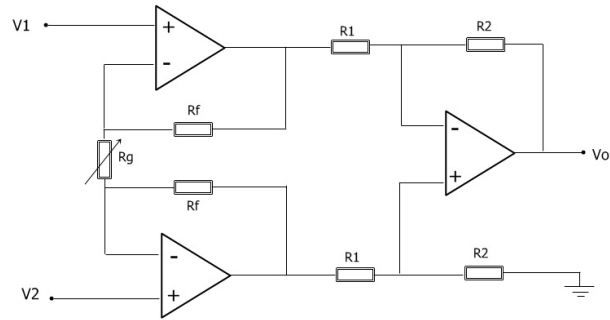 V1
+
-
R1
R2
Rf
Rg
-
+
Vo
Rf
-
+
R1
R2
V2